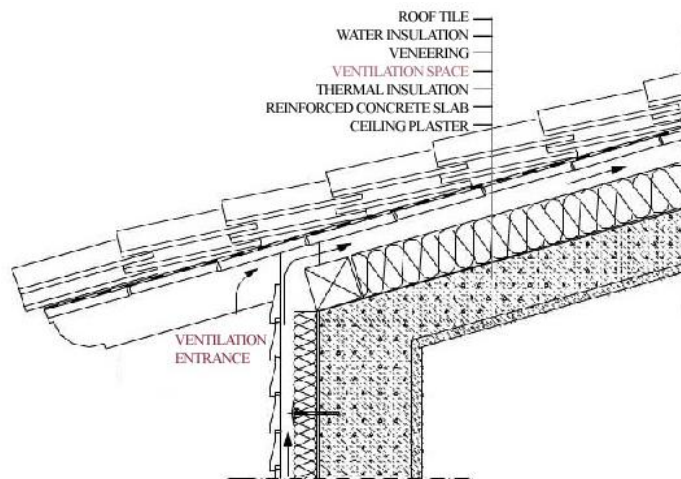 ROOF TILE
WATER INSULATION
VENEERING
VENTILATION SPACE
THERMAL INSULATION
REINFORCED CONCRETE SLAB
CEILING PLASTER
VENTILATION
ENTRANCE